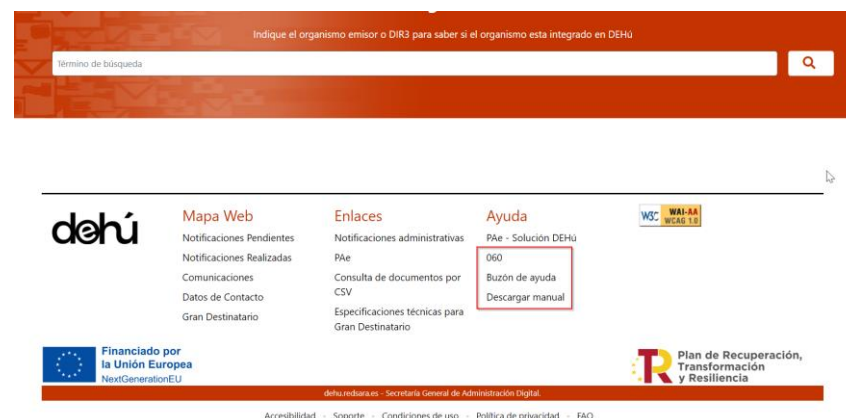 Indique el organismo emisor o DIR3 para saber si el organismo esta integrado en DEHú
Término de búsqueda
dehú
Mapa Web
Notificaciones Pendientes
Notificaciones Realizadas
Comunicaciones
Datos de Contacto
Gran Destinatario
Enlaces
Notificaciones administrativas
PAe
Consulta de documentos por
CSV
Especificaciones técnicas para
Gran Destinatario
Ayuda
PAe - Solución DEHú
060
Buzón de ayuda
Descargar manual
W3C WAI-AA
WCAG 1.0
Financiado por
la Unión Europea
NextGenerationEU
Plan de Recuperación,
Transformación
y Resiliencia
dehu.redsara.es - Secretaría General de Administración Digital.
Accesibilidad - Soporte - Condiciones de uso - Política de privacidad - FAQ